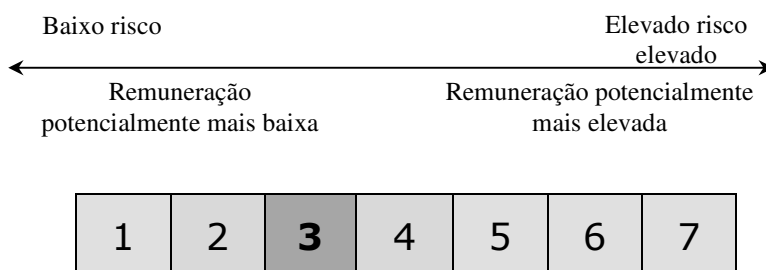 Baixo risco
Elevado risco
elevado
Remuneração
potencialmente mais baixa
Remuneração potencialmente
mais elevada
1 2 3 4 5 6 7